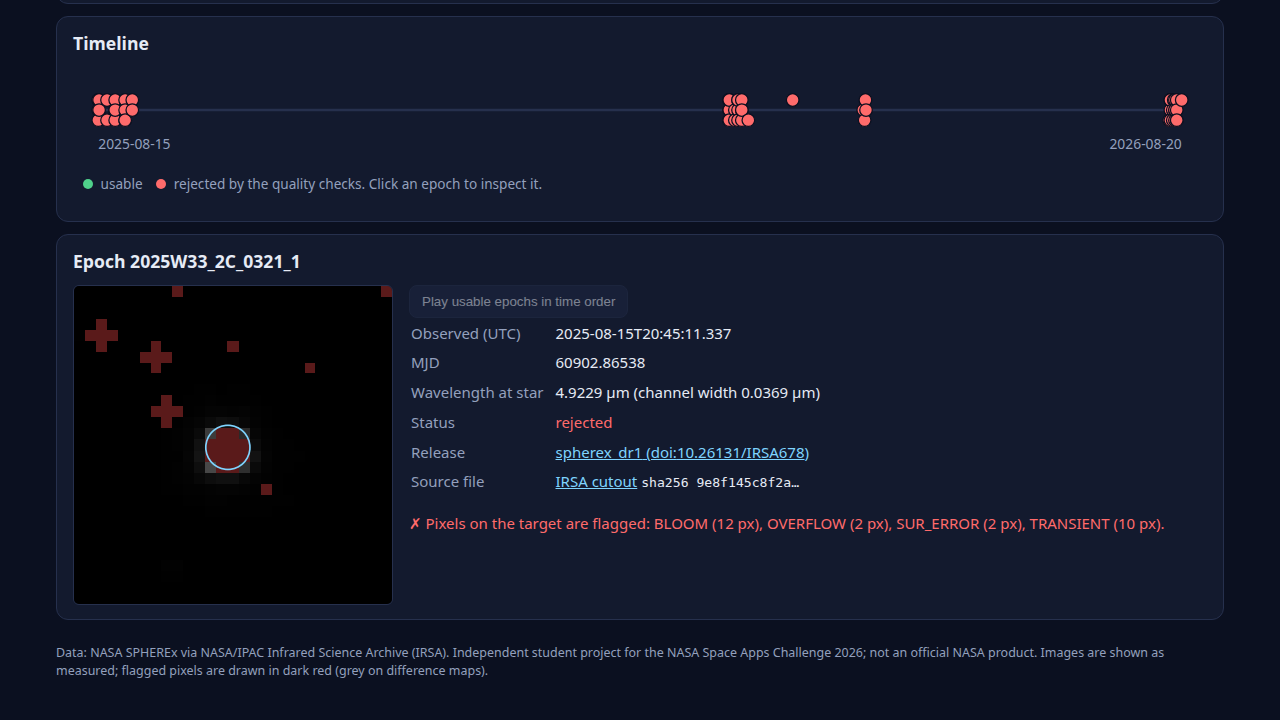 Timeline
2025-08-15
2026-08-20
usable
rejected by the quality checks. Click an epoch to inspect it.
Epoch 2025W33_2C_0321_1
Play usable epochs in time order
Observed (UTC) 2025-08-15T20:45:11.337
MJD 60902.86538
Wavelength at star 4.9229 µm (channel width 0.0369 µm)
Status rejected
Release spherex_dr1 (doi:10.26131/IRSA678)
Source file IRSA cutout sha256 9e8f145c8f2a…
✗ Pixels on the target are flagged: BLOOM (12 px), OVERFLOW (2 px), SUR_ERROR (2 px), TRANSIENT (10 px).
Data: NASA SPHEREx via NASA/IPAC Infrared Science Archive (IRSA). Independent student project for the NASA Space Apps Challenge 2026; not an official NASA product. Images are shown as
measured; flagged pixels are drawn in dark red (grey on difference maps).